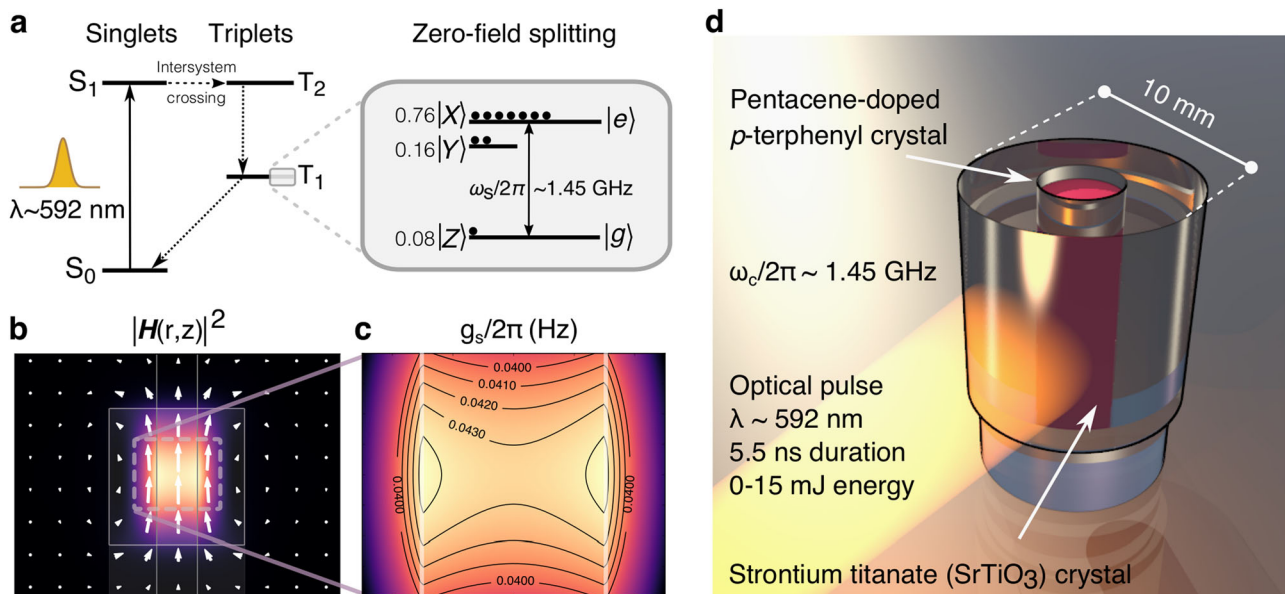 a
Singlets Triplets
Zero-field splitting
S₁
Intersystem
crossing
T₂
T₁
λ~592 nm
S₀
0.76|X⟩
|e⟩
0.16|Y⟩
ωₛ/2π ~1.45 GHz
0.08|Z⟩
|g⟩
b
|H(r,z)|²
c
gₛ/2π (Hz)
0.0400
0.0410
0.0420
0.0430
0.0400
0.0400
0.0400
d
Pentacene-doped
p-terphenyl crystal
10 mm
ω꜀/2π ~ 1.45 GHz
Optical pulse
λ ~ 592 nm
5.5 ns duration
0-15 mJ energy
Strontium titanate (SrTiO₃) crystal